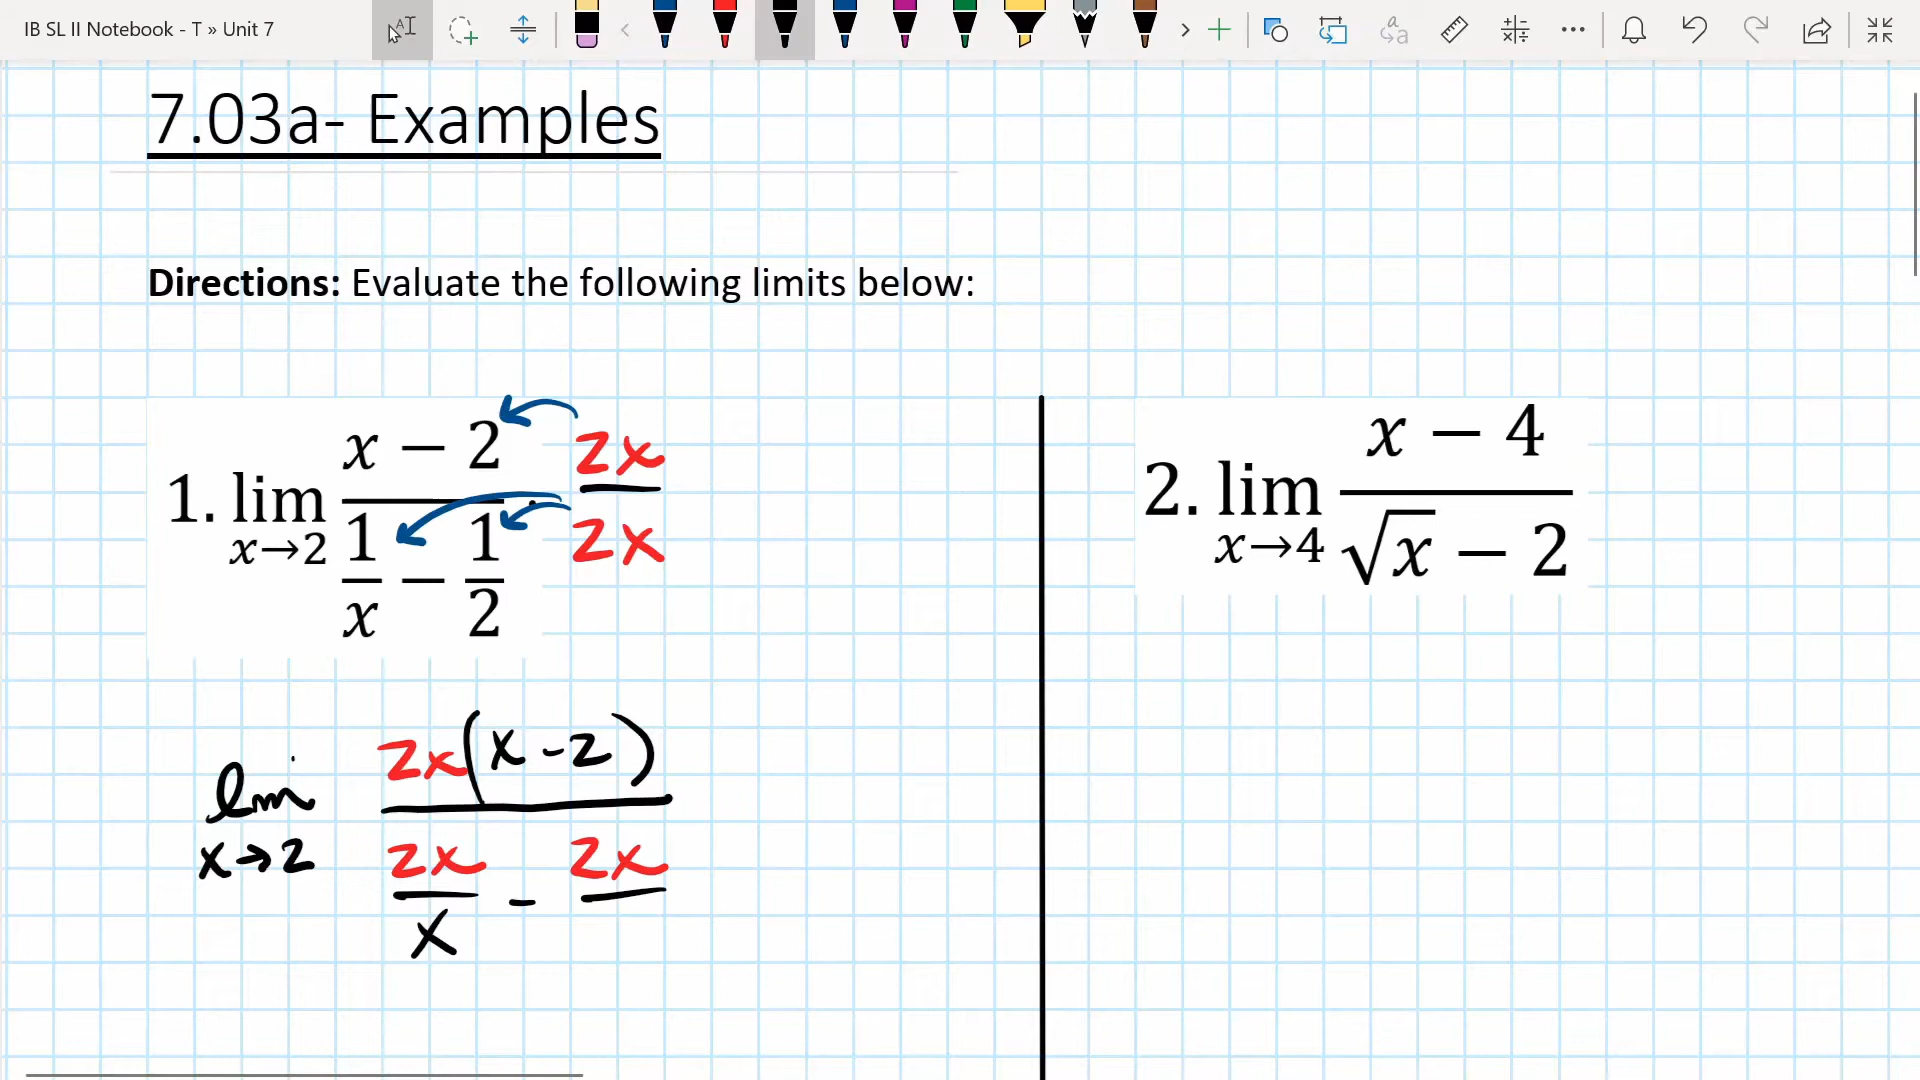 IB SL II Notebook - T » Unit 7
7.03a- Examples
Directions: Evaluate the following limits below:
1. lim x→2 (x − 2)/(1/x − 1/2) · 2x/2x
2. lim x→4 (x − 4)/(√x − 2)
lim x→2 2x(x - 2)/(2x/x - 2x/)